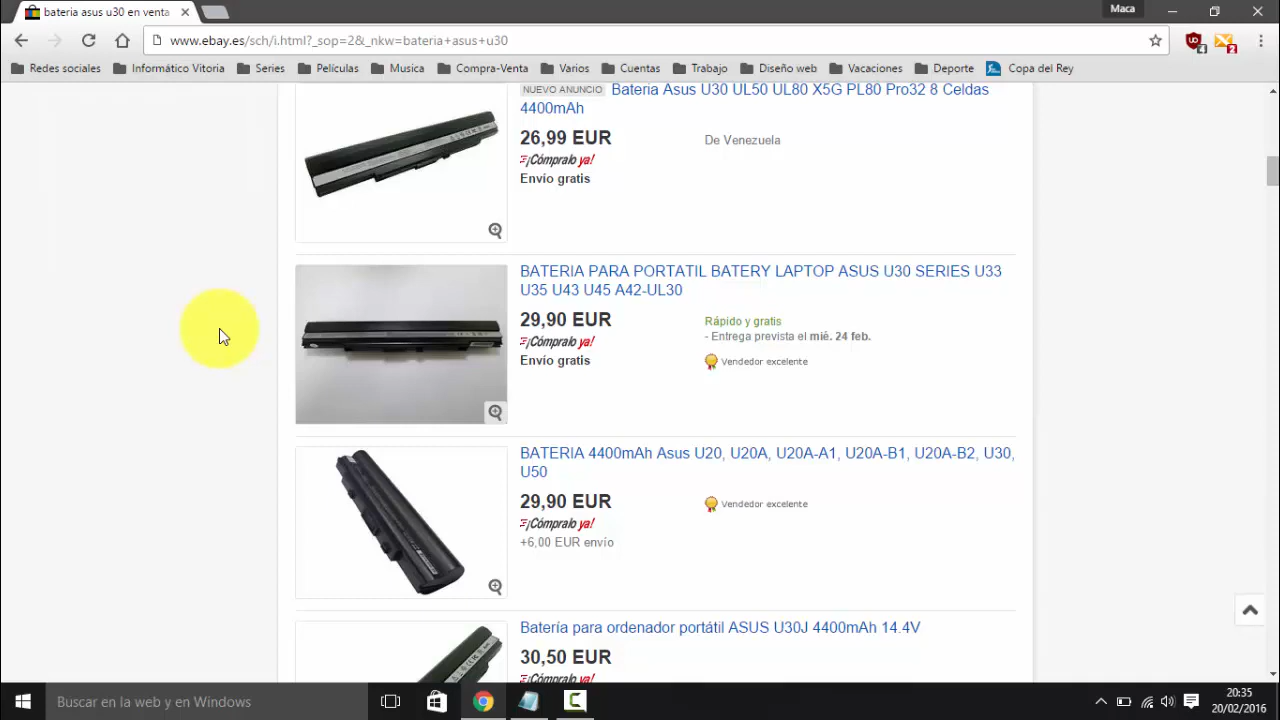 bateria asus u30 en venta
Maca
www.ebay.es/sch/i.html?_sop=2&_nkw=bateria+asus+u30
Redes sociales
Informático Vitoria
Series
Películas
Musica
Compra-Venta
Varios
Cuentas
Trabajo
Diseño web
Vacaciones
Deporte
Copa del Rey
NUEVO ANUNCIO Bateria Asus U30 UL50 UL80 X5G PL80 Pro32 8 Celdas
4400mAh
26,99 EUR
De Venezuela
¡Cómpralo ya!
Envío gratis
BATERIA PARA PORTATIL BATERY LAPTOP ASUS U30 SERIES U33
U35 U43 U45 A42-UL30
29,90 EUR
Rápido y gratis
¡Cómpralo ya!
- Entrega prevista el mié. 24 feb.
Envío gratis
Vendedor excelente
BATERIA 4400mAh Asus U20, U20A, U20A-A1, U20A-B1, U20A-B2, U30,
U50
29,90 EUR
Vendedor excelente
¡Cómpralo ya!
+6,00 EUR envío
Batería para ordenador portátil ASUS U30J 4400mAh 14.4V
30,50 EUR
¡Cómpralo ya!
Buscar en la web y en Windows
20:35
20/02/2016